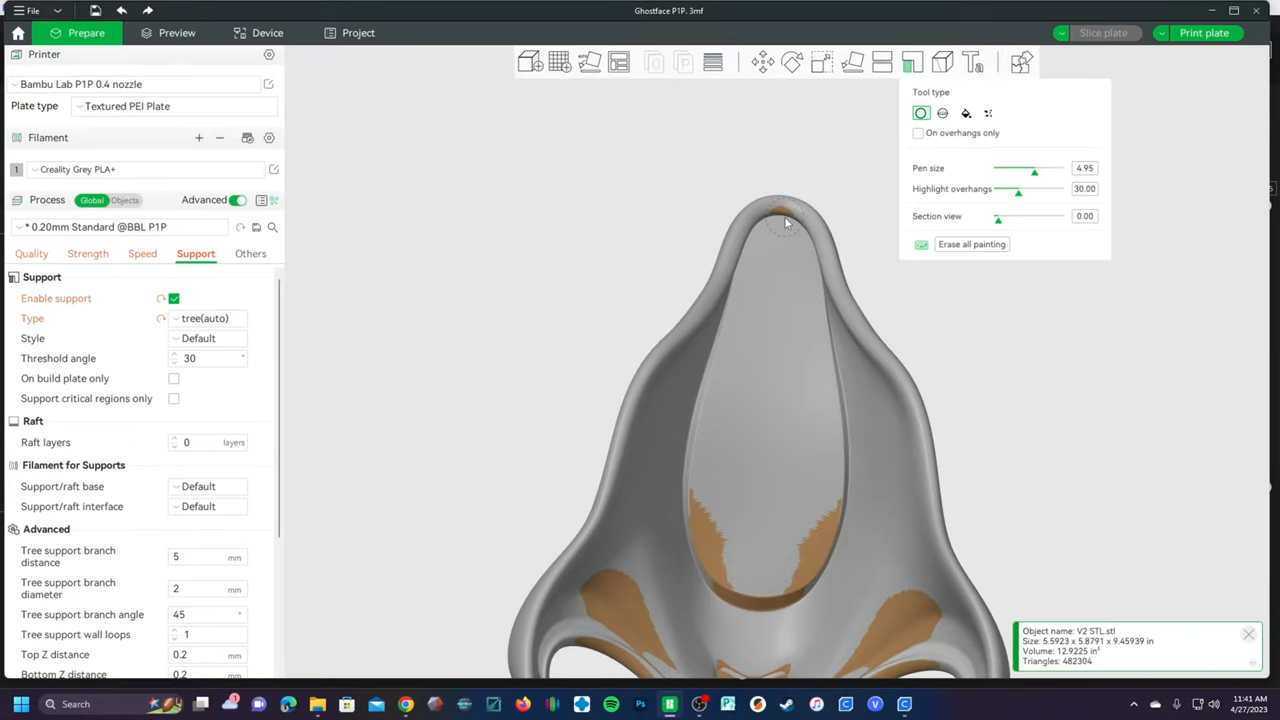 File
Ghostface P1P. 3mf
Prepare
Preview
Device
Project
Slice plate
Print plate
Printer
Bambu Lab P1P 0.4 nozzle
Plate type
Textured PEI Plate
Filament
1
Creality Grey PLA+
Process
Global
Objects
Advanced
* 0.20mm Standard @BBL P1P
Quality
Strength
Speed
Support
Others
Support
Enable support
Type
tree(auto)
Style
Default
Threshold angle
30
°
On build plate only
Support critical regions only
Raft
Raft layers
0
layers
Filament for Supports
Support/raft base
Default
Support/raft interface
Default
Advanced
Tree support branch
distance
5
mm
Tree support branch
diameter
2
mm
Tree support branch angle
45
°
Tree support wall loops
1
Top Z distance
0.2
mm
Bottom Z distance
0.2
mm
Tool type
On overhangs only
Pen size
4.95
Highlight overhangs
30.00
Section view
0.00
Erase all painting
Object name: V2 STL.stl
Size: 5.5923 x 5.8791 x 9.45939 in
Volume: 12.9225 in³
Triangles: 482304
Search
1
11:41 AM
4/27/2023